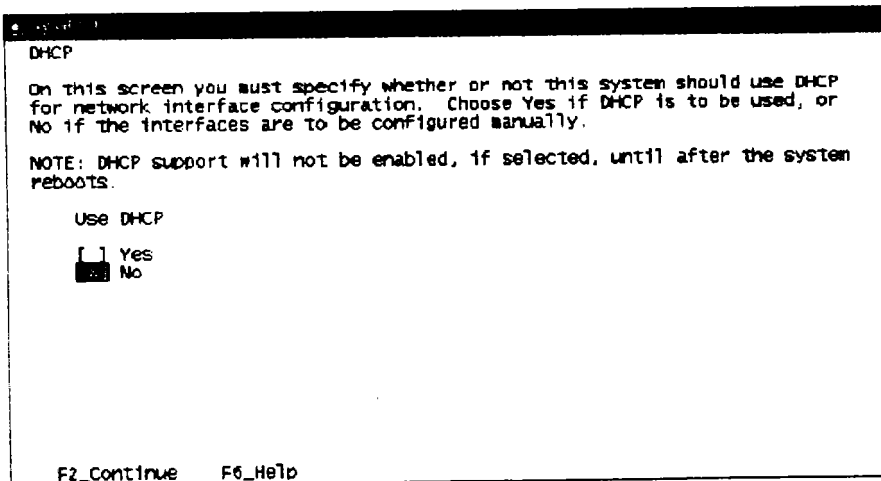 DHCP
On this screen you must specify whether or not this system should use DHCP
for network interface configuration. Choose Yes if DHCP is to be used, or
No if the interfaces are to be configured manually.
NOTE: DHCP support will not be enabled, if selected, until after the system
reboots.
Use DHCP
[ ] Yes
No
F2_Continue F6_Help